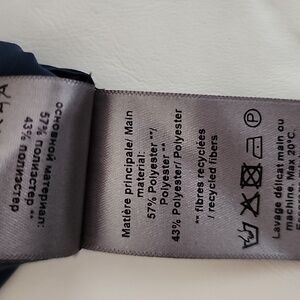 основной материал:
57% полиэстер **
43% полиэстер
Matière principale/ Main
material:
57% Polyester **/
Polyester **
43% Polyester/ Polyester
** fibres recyclées
/ recycled fibers
Lavage délicat main ou
machine. Max 20°C